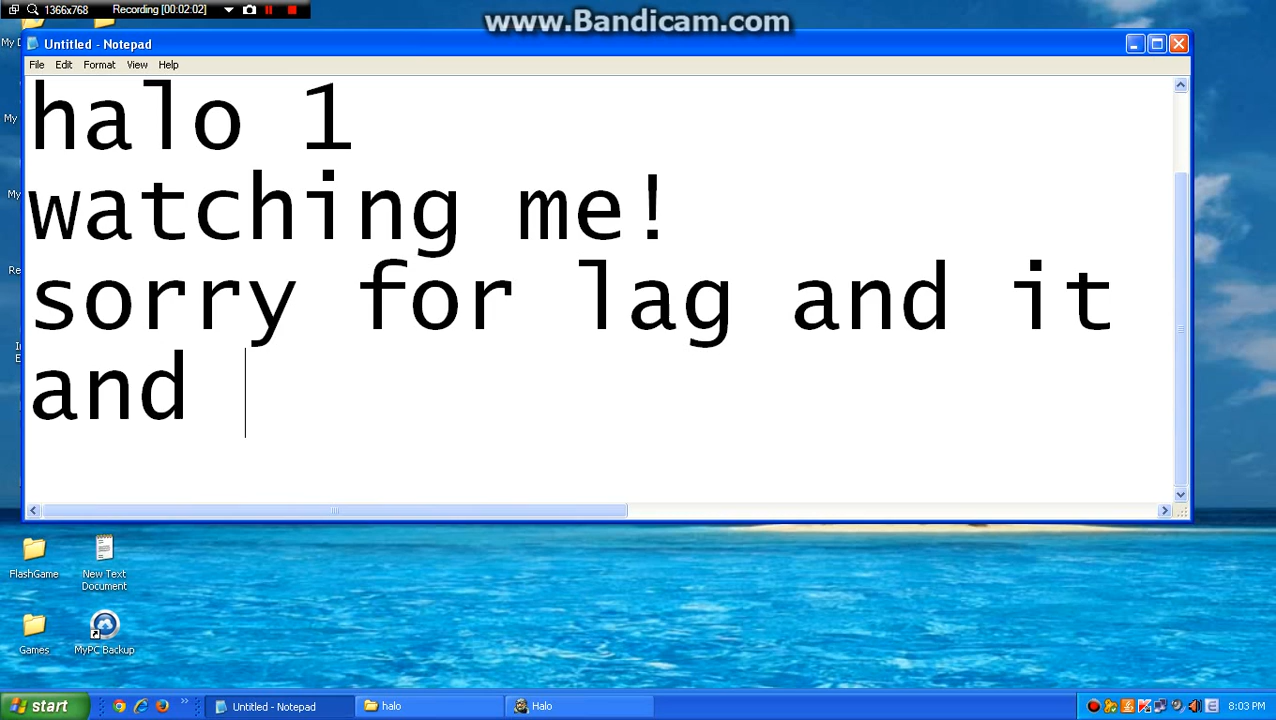 1366x768 Recording [00:02.02]
www.Bandicam.com
Untitled - Notepad
File Edit Format View Help
halo 1
watching me!
sorry for lag and it
and
FlashGame
New Text
Document
Games
MyPC Backup
start
Untitled - Notepad
halo
Halo
8:03 PM